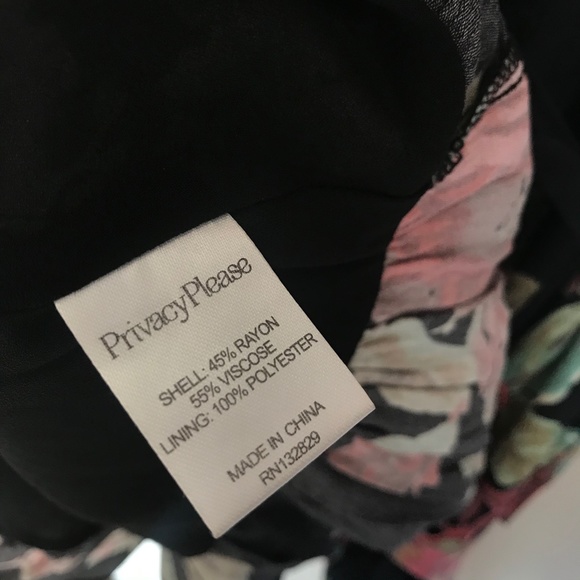 PrivacyPlease
SHELL: 45% RAYON
55% VISCOSE
LINING: 100% POLYESTER
MADE IN CHINA
RN132829